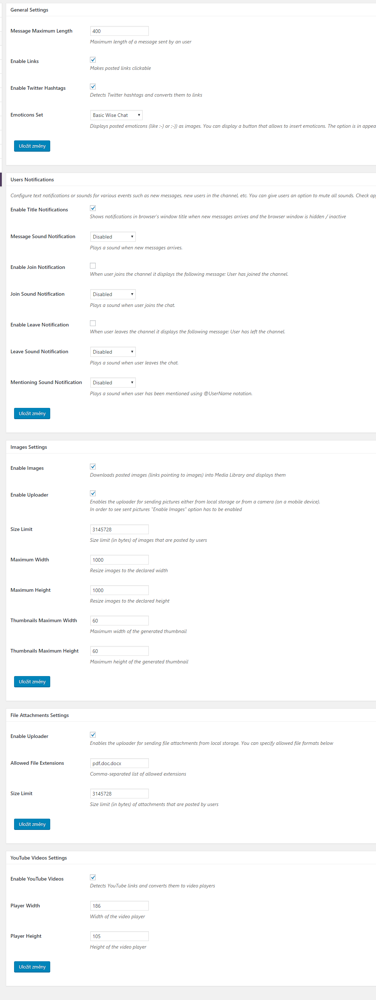 General Settings
Message Maximum Length
400
Maximum length of a message sent by an user
Enable Links
Makes posted links clickable
Enable Twitter Hashtags
Detects Twitter hashtags and converts them to links
Emoticons Set
Basic Wise Chat
Displays posted emoticons (like :-) or ;-)) as images. You can display a button that allows to insert emoticons. The option is in appea
Uložit změny
Users Notifications
Configure text notifications or sounds for various events such as new messages, new users in the channel, etc. You can give users an option to mute all sounds. Check ap
Enable Title Notifications
Shows notifications in browser's window title when new messages arrives and the browser window is hidden / inactive
Message Sound Notification
Disabled
Plays a sound when new messages arrives.
Enable Join Notification
When user joins the channel it displays the following message: User has joined the channel.
Join Sound Notification
Disabled
Plays a sound when user joins the chat.
Enable Leave Notification
When user leaves the channel it displays the following message: User has left the channel.
Leave Sound Notification
Disabled
Plays a sound when user leaves the chat.
Mentioning Sound Notification
Disabled
Plays a sound when user has been mentioned using @UserName notation.
Uložit změny
Images Settings
Enable Images
Downloads posted images (links pointing to images) into Media Library and displays them
Enable Uploader
Enables the uploader for sending pictures either from local storage or from a camera (on a mobile device).
In order to see sent pictures "Enable Images" option has to be enabled
Size Limit
3145728
Size limit (in bytes) of images that are posted by users
Maximum Width
1000
Resize images to the declared width
Maximum Height
1000
Resize images to the declared height
Thumbnails Maximum Width
60
Maximum width of the generated thumbnail
Thumbnails Maximum Height
60
Maximum height of the generated thumbnail
Uložit změny
File Attachments Settings
Enable Uploader
Enables the uploader for sending file attachments from local storage. You can specify allowed file formats below
Allowed File Extensions
pdf,doc,docx
Comma-separated list of allowed extensions
Size Limit
3145728
Size limit (in bytes) of attachments that are posted by users
Uložit změny
YouTube Videos Settings
Enable YouTube Videos
Detects YouTube links and converts them to video players
Player Width
186
Width of the video player
Player Height
105
Height of the video player
Uložit změny